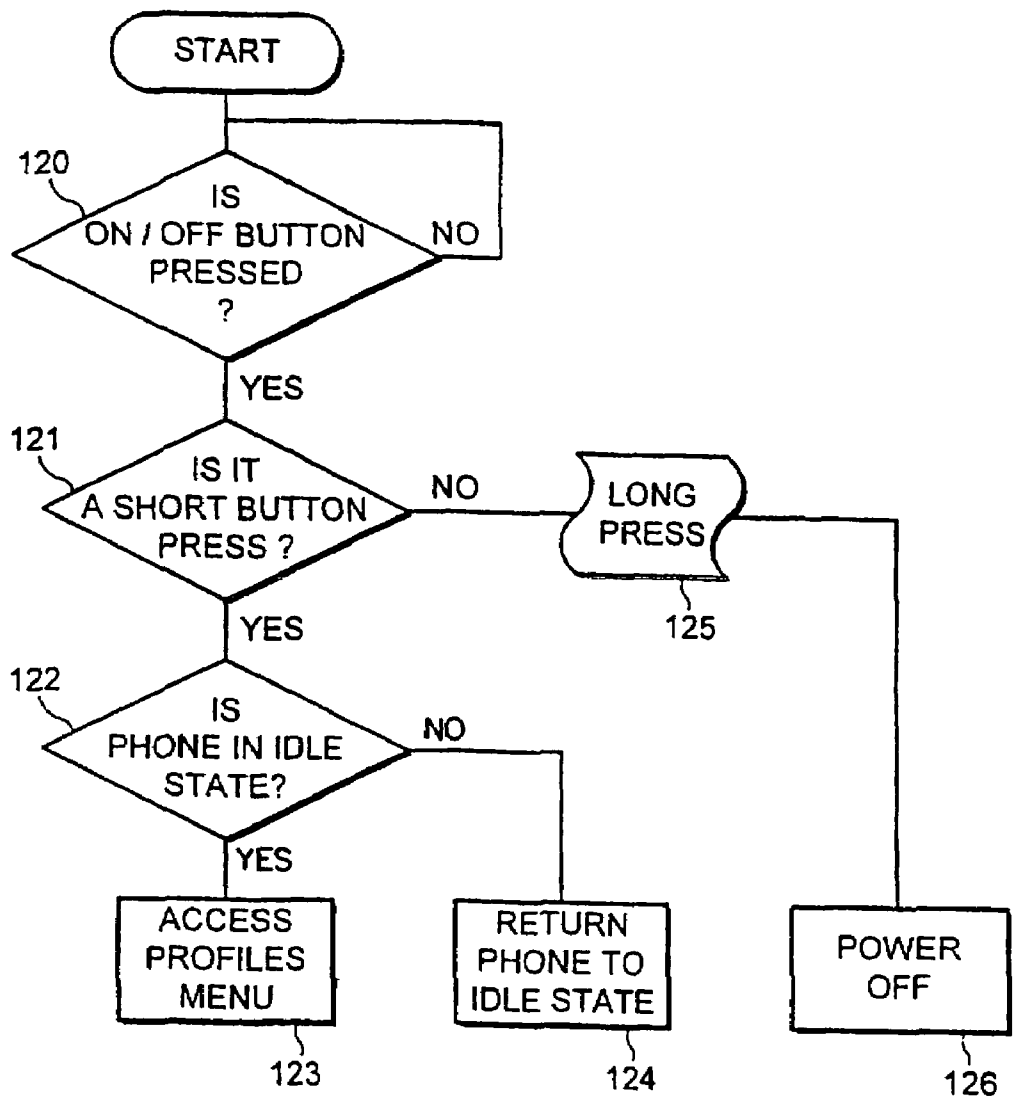 START
120
IS
ON / OFF BUTTON
PRESSED
?
NO
YES
121
IS IT
A SHORT BUTTON
PRESS ?
NO
LONG
PRESS
125
YES
122
IS
PHONE IN IDLE
STATE?
NO
YES
ACCESS
PROFILES
MENU
123
RETURN
PHONE TO
IDLE STATE
124
POWER
OFF
126